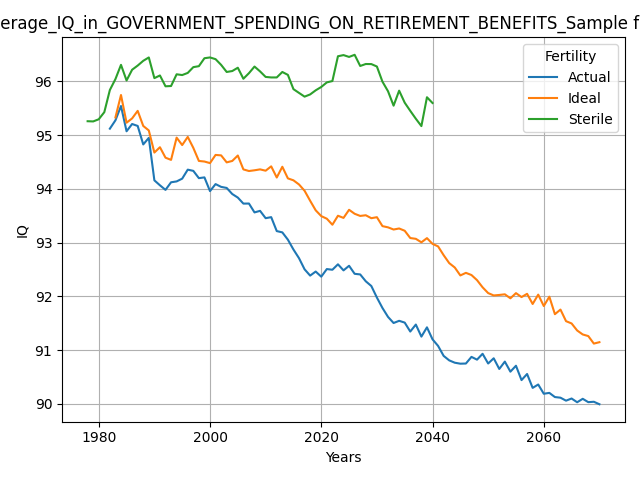 erage_IQ_in_GOVERNMENT_SPENDING_ON_RETIREMENT_BENEFITS_Sample f
Fertility
Actual
Ideal
Sterile
IQ
96
95
94
93
92
91
90
1980
2000
2020
2040
2060
Years